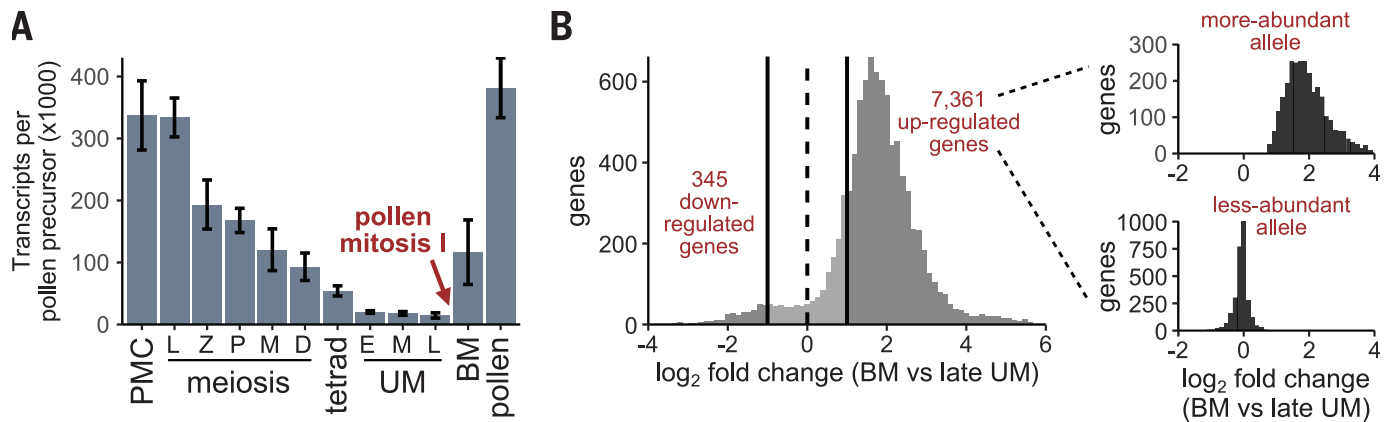 A
Transcripts per
pollen precursor (x1000)
400
300
200
100
0
pollen
mitosis I
PMC
L
Z
P
M
D
meiosis
tetrad
E
M
L
UM
BM
pollen
B
genes
600
400
200
0
345
down-
regulated
genes
7,361
up-regulated
genes
-4
-2
0
2
4
6
log₂ fold change (BM vs late UM)
more-abundant
allele
genes
300
200
100
0
-2
0
2
4
less-abundant
allele
genes
1000
750
500
250
0
-2
0
2
4
log₂ fold change
(BM vs late UM)